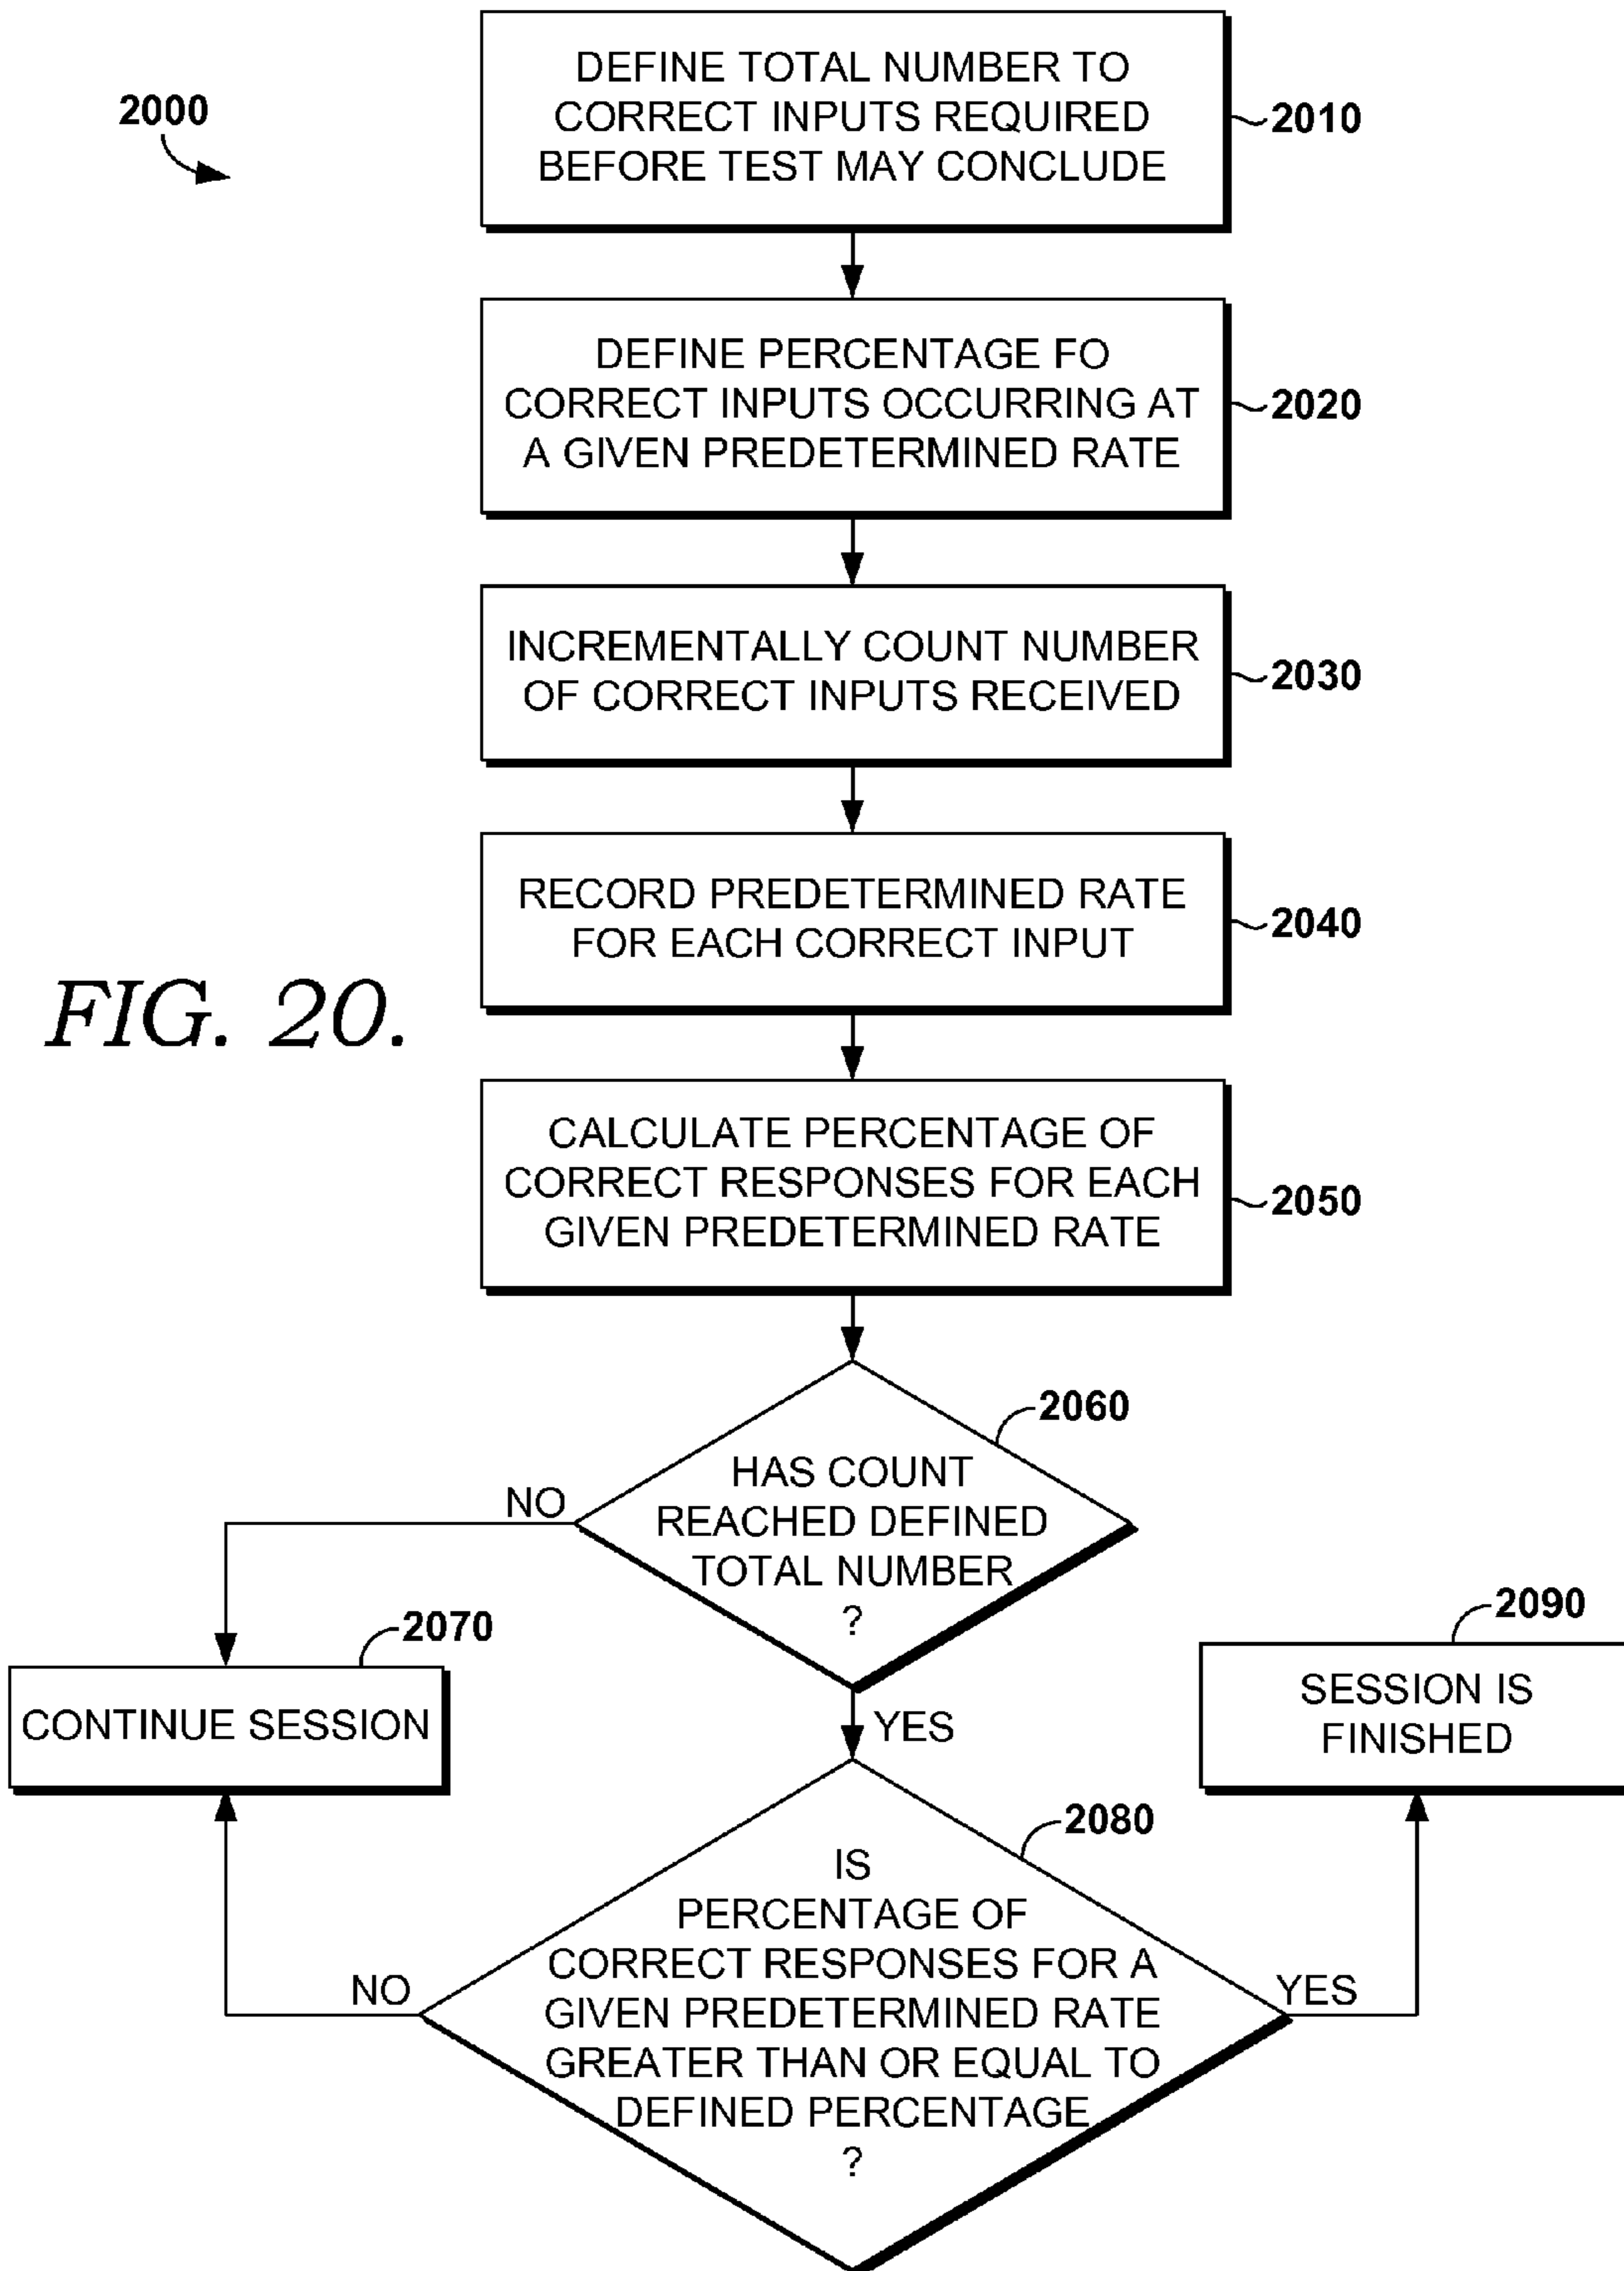 2000
DEFINE TOTAL NUMBER TO
CORRECT INPUTS REQUIRED
BEFORE TEST MAY CONCLUDE
2010
DEFINE PERCENTAGE FO
CORRECT INPUTS OCCURRING AT
A GIVEN PREDETERMINED RATE
2020
INCREMENTALLY COUNT NUMBER
OF CORRECT INPUTS RECEIVED
2030
RECORD PREDETERMINED RATE
FOR EACH CORRECT INPUT
2040
FIG. 20.
CALCULATE PERCENTAGE OF
CORRECT RESPONSES FOR EACH
GIVEN PREDETERMINED RATE
2050
2060
HAS COUNT
REACHED DEFINED
TOTAL NUMBER
?
NO
2070
CONTINUE SESSION
YES
2090
SESSION IS
FINISHED
2080
IS
PERCENTAGE OF
CORRECT RESPONSES FOR A
GIVEN PREDETERMINED RATE
GREATER THAN OR EQUAL TO
DEFINED PERCENTAGE
?
NO
YES